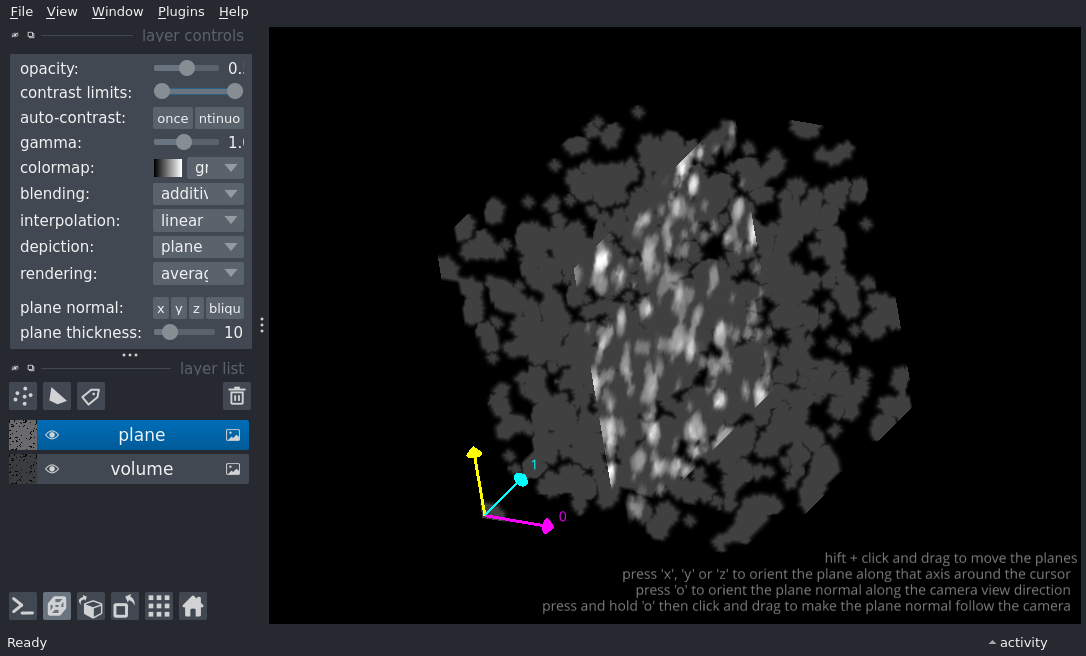 File View Window Plugins Help
layer controls
opacity: 0.
contrast limits:
auto-contrast: once ntinuo
gamma: 1.
colormap: gr
blending: additiv
interpolation: linear
depiction: plane
rendering: averag
plane normal: x y z bliqu
plane thickness: 10
layer list
plane
volume
1
0
hift + click and drag to move the planes
press 'x', 'y' or 'z' to orient the plane along that axis around the cursor
press 'o' to orient the plane normal along the camera view direction
press and hold 'o' then click and drag to make the plane normal follow the camera
Ready
activity